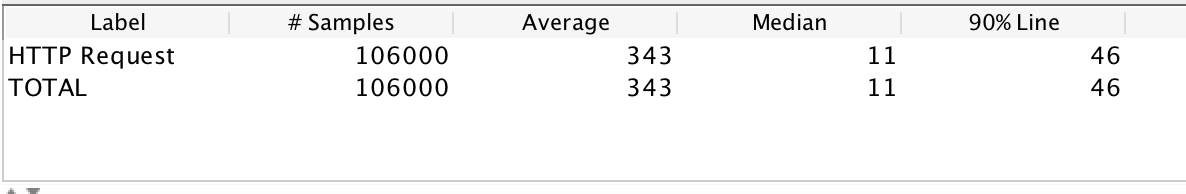 Label # Samples Average Median 90% Line
HTTP Request 106000 343 11 46
TOTAL 106000 343 11 46